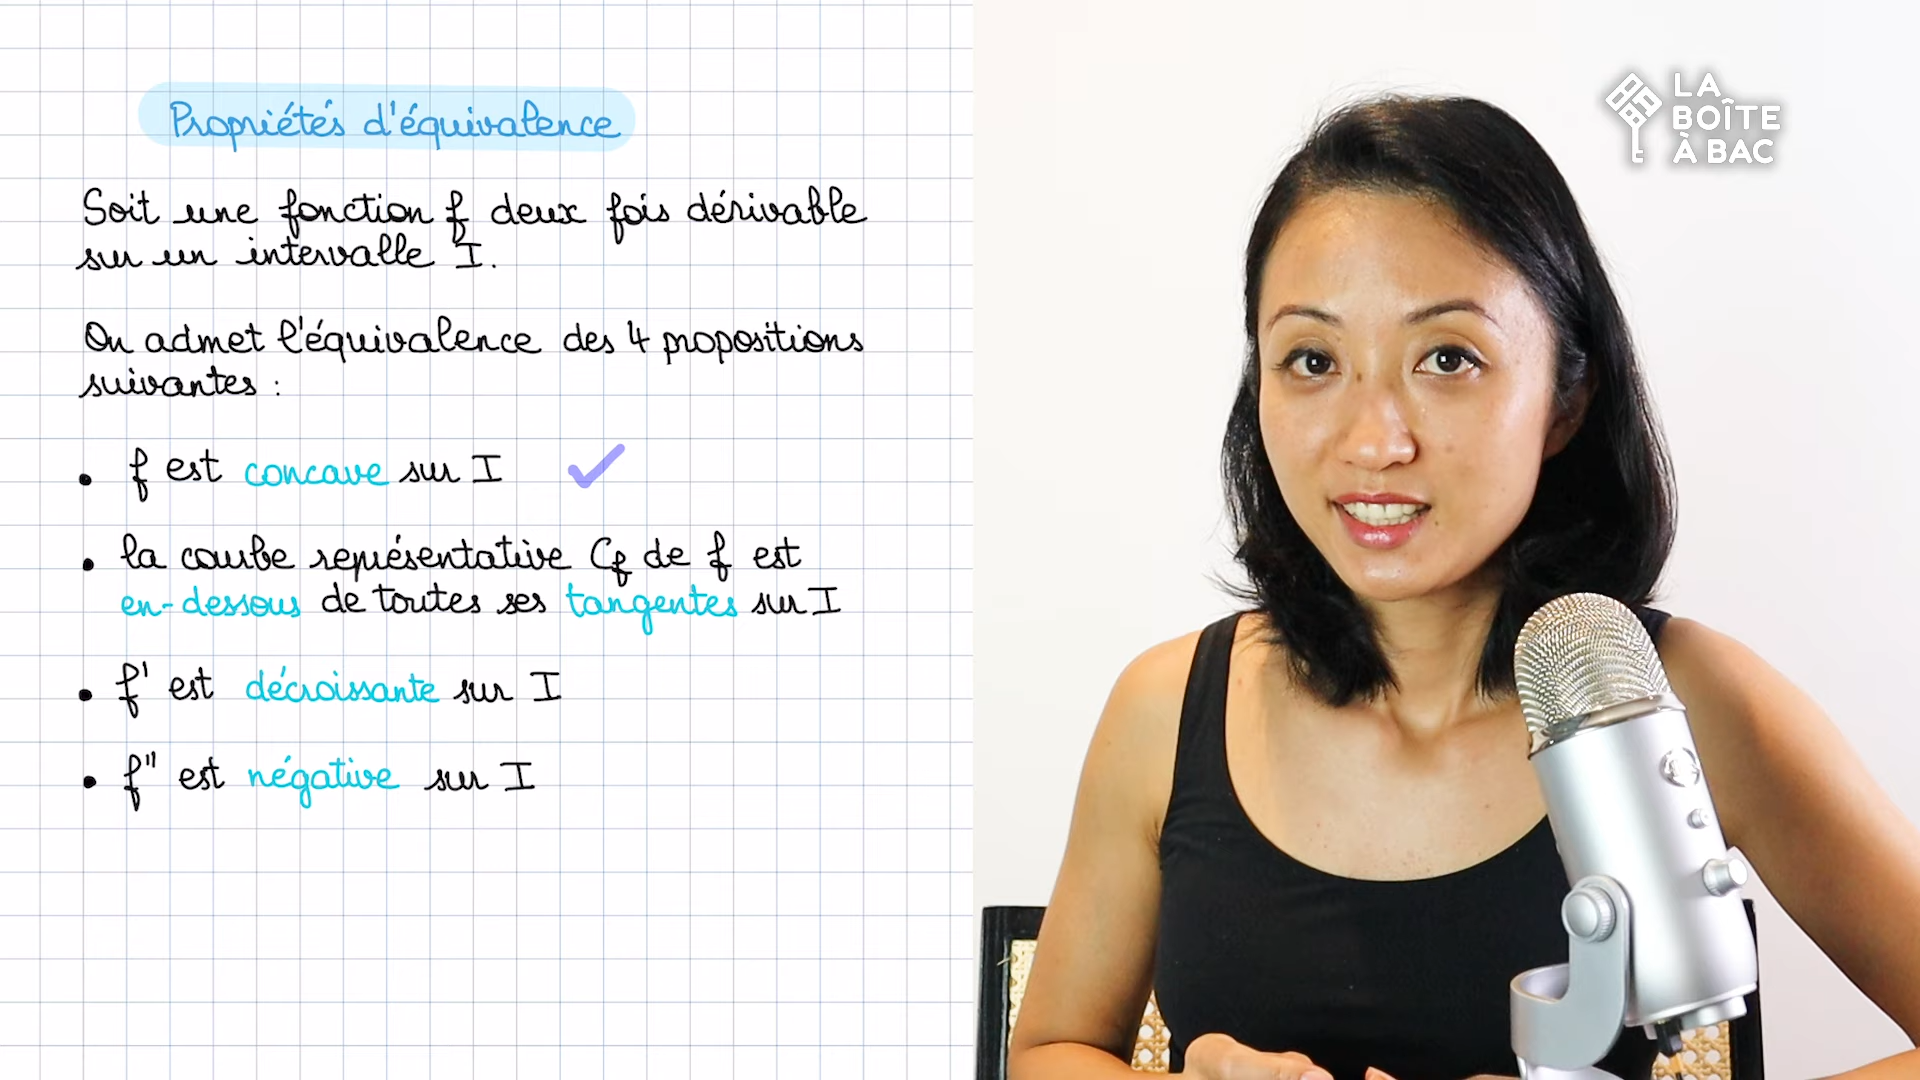 Propriétés d'équivalence
Soit une fonction f deux fois dérivable
sur un intervalle I.
On admet l'équivalence des 4 propositions
suivantes :
• f est concave sur I
• la courbe représentative Cf de f est
en-dessous de toutes ses tangentes sur I
• f' est décroissante sur I
• f" est négative sur I
LA
BOÎTE
À BAC